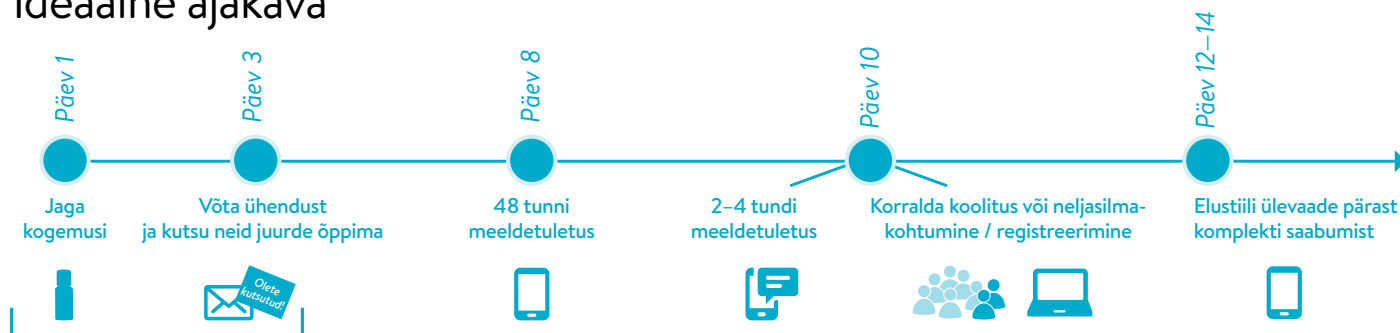 Ideaalne ajakava
Päev 1
Päev 3
Päev 8
Päev 10
Päev 12–14
Jaga
kogemusi
Võta ühendust
ja kutsu neid juurde õppima
48 tunni
meeldetuletus
2–4 tundi
meeldetuletus
Korralda koolitus või neljasilma-
kohtumine / registreerimine
Elustiili ülevaade pärast
komplekti saabumist
Olete
kutsutud!